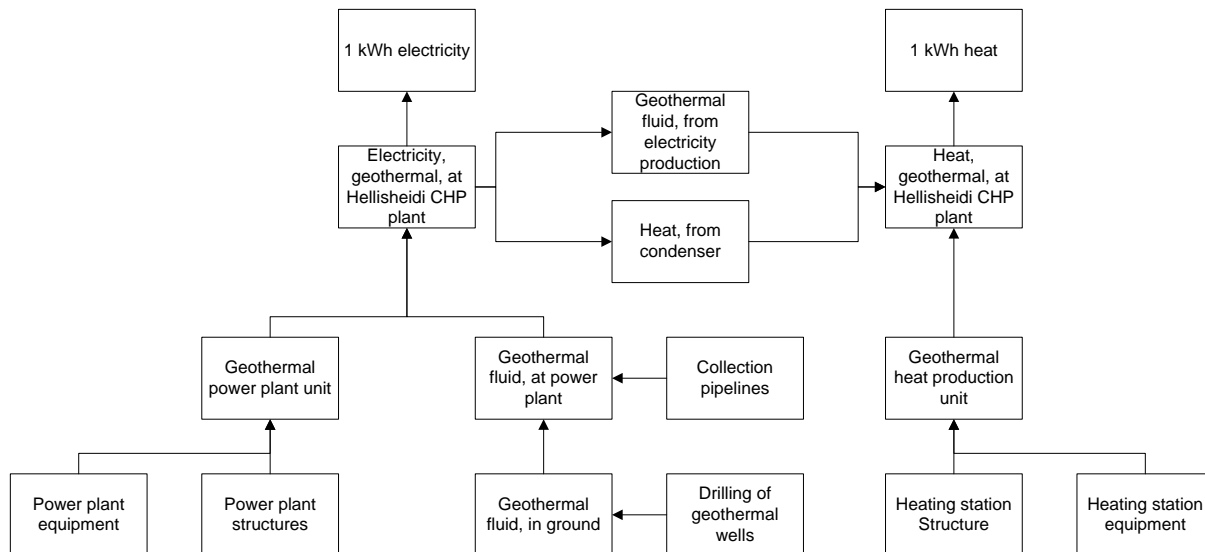 1 kWh electricity
1 kWh heat
Geothermal
fluid, from
electricity
production
Electricity,
geothermal, at
Hellisheidi CHP
plant
Heat,
geothermal, at
Hellisheidi CHP
plant
Heat, from
condenser
Geothermal
power plant unit
Geothermal
fluid, at power
plant
Collection
pipelines
Geothermal
heat production
unit
Power plant
equipment
Power plant
structures
Geothermal
fluid, in ground
Drilling of
geothermal
wells
Heating station
Structure
Heating station
equipment